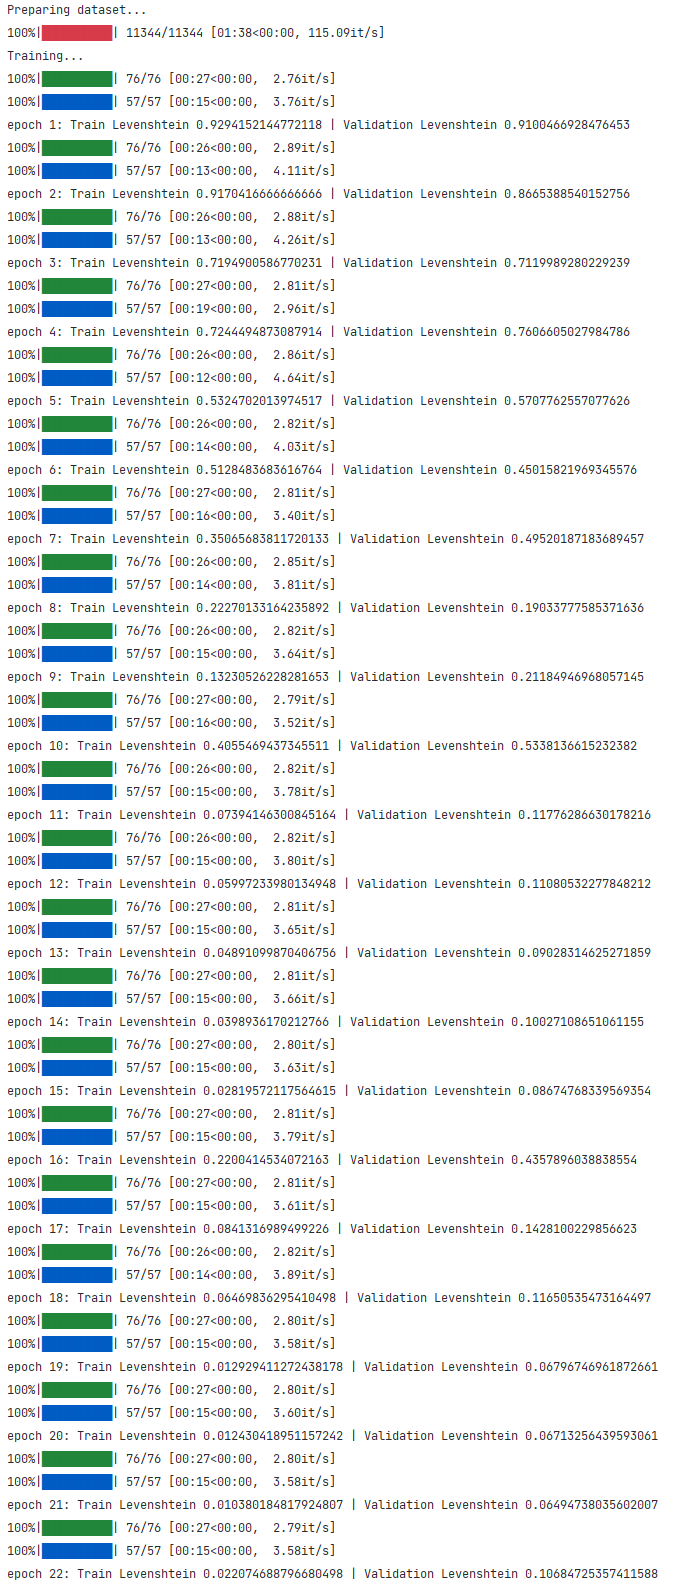 Preparing dataset...
100%|██████████| 11344/11344 [01:38<00:00, 115.09it/s]
Training...
100%|██████████| 76/76 [00:27<00:00,  2.76it/s]
100%|██████████| 57/57 [00:15<00:00,  3.76it/s]
epoch 1: Train Levenshtein 0.9294152144772118 | Validation Levenshtein 0.9100466928476453
100%|██████████| 76/76 [00:26<00:00,  2.89it/s]
100%|██████████| 57/57 [00:13<00:00,  4.11it/s]
epoch 2: Train Levenshtein 0.9170416666666666 | Validation Levenshtein 0.8665388540152756
100%|██████████| 76/76 [00:26<00:00,  2.88it/s]
100%|██████████| 57/57 [00:13<00:00,  4.26it/s]
epoch 3: Train Levenshtein 0.7194900586770231 | Validation Levenshtein 0.7119989280229239
100%|██████████| 76/76 [00:27<00:00,  2.81it/s]
100%|██████████| 57/57 [00:19<00:00,  2.96it/s]
epoch 4: Train Levenshtein 0.7244494873087914 | Validation Levenshtein 0.7606605027984786
100%|██████████| 76/76 [00:26<00:00,  2.86it/s]
100%|██████████| 57/57 [00:12<00:00,  4.64it/s]
epoch 5: Train Levenshtein 0.5324702013974517 | Validation Levenshtein 0.5707762557077626
100%|██████████| 76/76 [00:26<00:00,  2.82it/s]
100%|██████████| 57/57 [00:14<00:00,  4.03it/s]
epoch 6: Train Levenshtein 0.5128483683616764 | Validation Levenshtein 0.45015821969345576
100%|██████████| 76/76 [00:27<00:00,  2.81it/s]
100%|██████████| 57/57 [00:16<00:00,  3.40it/s]
epoch 7: Train Levenshtein 0.35065683811720133 | Validation Levenshtein 0.49520187183689457
100%|██████████| 76/76 [00:26<00:00,  2.85it/s]
100%|██████████| 57/57 [00:14<00:00,  3.81it/s]
epoch 8: Train Levenshtein 0.22270133164235892 | Validation Levenshtein 0.19033777585371636
100%|██████████| 76/76 [00:26<00:00,  2.82it/s]
100%|██████████| 57/57 [00:15<00:00,  3.64it/s]
epoch 9: Train Levenshtein 0.13230526228281653 | Validation Levenshtein 0.21184946968057145
100%|██████████| 76/76 [00:27<00:00,  2.79it/s]
100%|██████████| 57/57 [00:16<00:00,  3.52it/s]
epoch 10: Train Levenshtein 0.4055469437345511 | Validation Levenshtein 0.5338136615232382
100%|██████████| 76/76 [00:26<00:00,  2.82it/s]
100%|██████████| 57/57 [00:15<00:00,  3.78it/s]
epoch 11: Train Levenshtein 0.07394146300845164 | Validation Levenshtein 0.11776286630178216
100%|██████████| 76/76 [00:26<00:00,  2.82it/s]
100%|██████████| 57/57 [00:15<00:00,  3.80it/s]
epoch 12: Train Levenshtein 0.05997233980134948 | Validation Levenshtein 0.11080532277848212
100%|██████████| 76/76 [00:27<00:00,  2.81it/s]
100%|██████████| 57/57 [00:15<00:00,  3.65it/s]
epoch 13: Train Levenshtein 0.04891099870406756 | Validation Levenshtein 0.09028314625271859
100%|██████████| 76/76 [00:27<00:00,  2.81it/s]
100%|██████████| 57/57 [00:15<00:00,  3.66it/s]
epoch 14: Train Levenshtein 0.0398936170212766 | Validation Levenshtein 0.10027108651061155
100%|██████████| 76/76 [00:27<00:00,  2.80it/s]
100%|██████████| 57/57 [00:15<00:00,  3.63it/s]
epoch 15: Train Levenshtein 0.02819572117564615 | Validation Levenshtein 0.08674768339569354
100%|██████████| 76/76 [00:27<00:00,  2.81it/s]
100%|██████████| 57/57 [00:15<00:00,  3.79it/s]
epoch 16: Train Levenshtein 0.2200414534072163 | Validation Levenshtein 0.4357896038838554
100%|██████████| 76/76 [00:27<00:00,  2.81it/s]
100%|██████████| 57/57 [00:15<00:00,  3.61it/s]
epoch 17: Train Levenshtein 0.0841316989499226 | Validation Levenshtein 0.1428100229856623
100%|██████████| 76/76 [00:26<00:00,  2.82it/s]
100%|██████████| 57/57 [00:14<00:00,  3.89it/s]
epoch 18: Train Levenshtein 0.06469836295410498 | Validation Levenshtein 0.11650535473164497
100%|██████████| 76/76 [00:27<00:00,  2.80it/s]
100%|██████████| 57/57 [00:15<00:00,  3.58it/s]
epoch 19: Train Levenshtein 0.012929411272438178 | Validation Levenshtein 0.06796746961872661
100%|██████████| 76/76 [00:27<00:00,  2.80it/s]
100%|██████████| 57/57 [00:15<00:00,  3.60it/s]
epoch 20: Train Levenshtein 0.012430418951157242 | Validation Levenshtein 0.06713256439593061
100%|██████████| 76/76 [00:27<00:00,  2.80it/s]
100%|██████████| 57/57 [00:15<00:00,  3.58it/s]
epoch 21: Train Levenshtein 0.010380184817924807 | Validation Levenshtein 0.06494738035602007
100%|██████████| 76/76 [00:27<00:00,  2.79it/s]
100%|██████████| 57/57 [00:15<00:00,  3.58it/s]
epoch 22: Train Levenshtein 0.022074688796680498 | Validation Levenshtein 0.10684725357411588